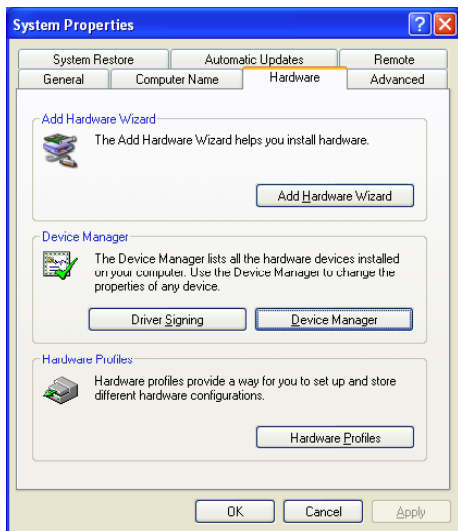 System Properties
System Restore Automatic Updates Remote
General Computer Name Hardware Advanced
Add Hardware Wizard
The Add Hardware Wizard helps you install hardware.
Add Hardware Wizard
Device Manager
The Device Manager lists all the hardware devices installed
on your computer. Use the Device Manager to change the
properties of any device.
Driver Signing Device Manager
Hardware Profiles
Hardware profiles provide a way for you to set up and store
different hardware configurations.
Hardware Profiles
OK Cancel Apply